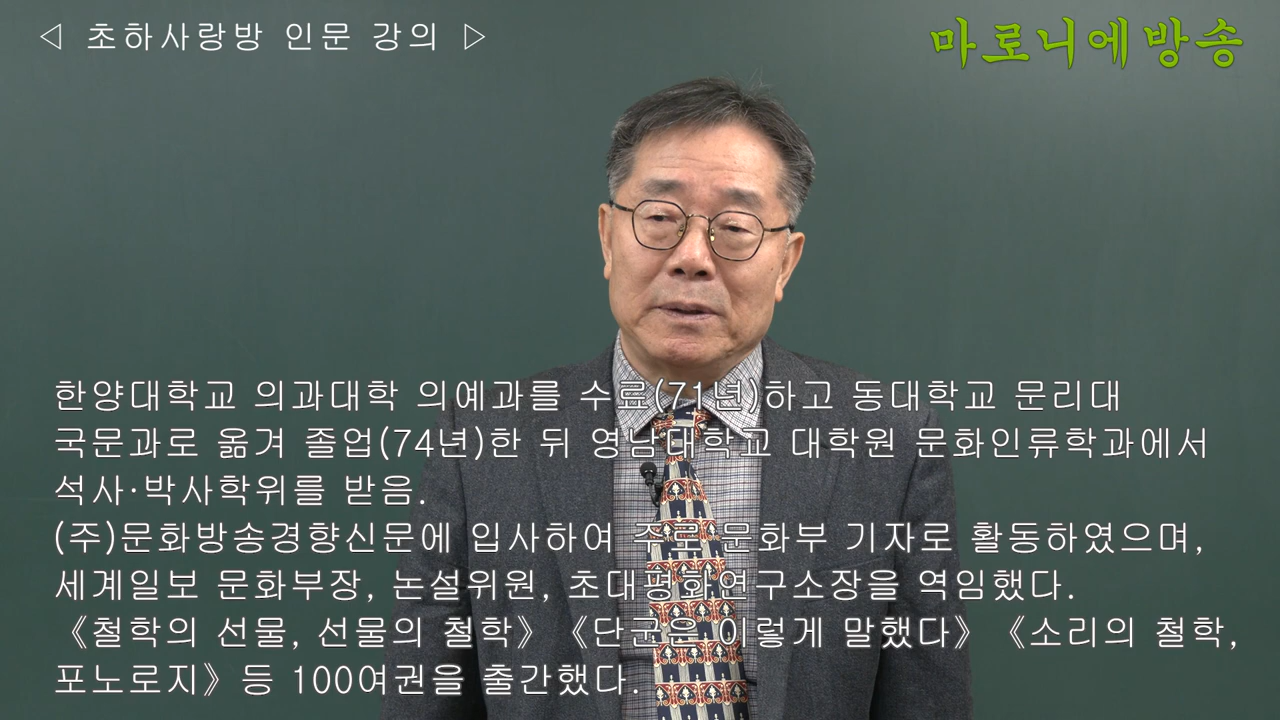 ◁ 초하사랑방 인문 강의 ▷
마로니에방송
한양대학교 의과대학 의예과를 수료(71년)하고 동대학교 문리대
국문과로 옮겨 졸업(74년)한 뒤 영남대학교 대학원 문화인류학과에서
석사·박사학위를 받음.
(주)문화방송경향신문에 입사하여 주로 문화부 기자로 활동하였으며,
세계일보 문화부장, 논설위원, 초대평화연구소장을 역임했다.
《철학의 선물, 선물의 철학》《단군은 이렇게 말했다》《소리의 철학,
포노로지》등 100여권을 출간했다.